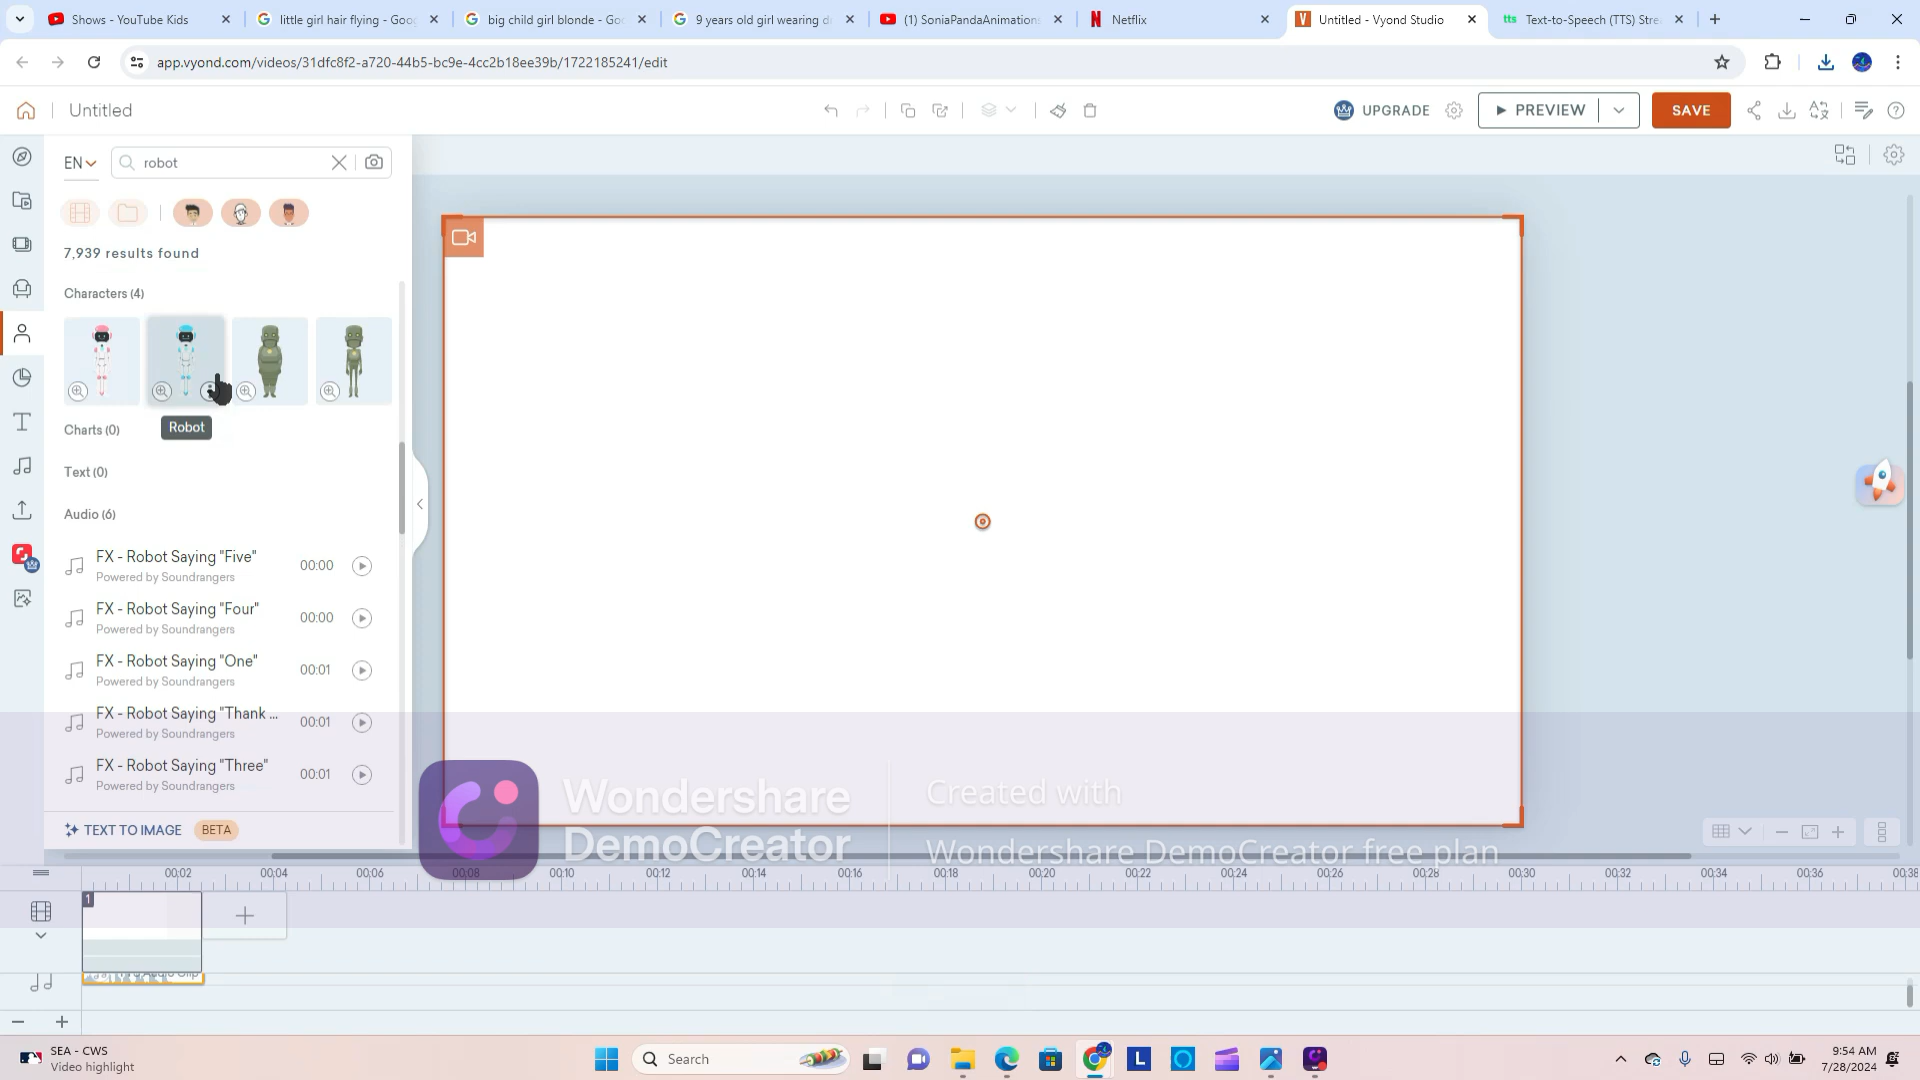 Shows - YouTube Kids
little girl hair flying - Goo
big child girl blonde - Goo
9 years old girl wearing d
(1) SoniaPandaAnimations
Netflix
Untitled - Vyond Studio
tts Text-to-Speech (TTS) Stre
app.vyond.com/videos/31dfc8f2-a720-44b5-bc9e-4cc2b18ee39b/1722185241/edit
Untitled
UPGRADE
PREVIEW
SAVE
EN
robot
7,939 results found
Characters (4)
Robot
Charts (0)
Text (0)
Audio (6)
FX - Robot Saying "Five"
Powered by Soundrangers
00:00
FX - Robot Saying "Four"
Powered by Soundrangers
00:00
FX - Robot Saying "One"
Powered by Soundrangers
00:01
FX - Robot Saying "Thank ...
Powered by Soundrangers
00:01
FX - Robot Saying "Three"
Powered by Soundrangers
00:01
TEXT TO IMAGE BETA
Wondershare
DemoCreator
Created with
Wondershare DemoCreator free plan
00:02 00:04 00:06 00:08 00:10 00:12 00:14 00:16 00:18 00:20 00:22 00:24 00:26 00:28 00:30 00:32 00:34 00:36 00:38
1
SEA - CWS
Video highlight
Search
L
9:54 AM
7/28/2024